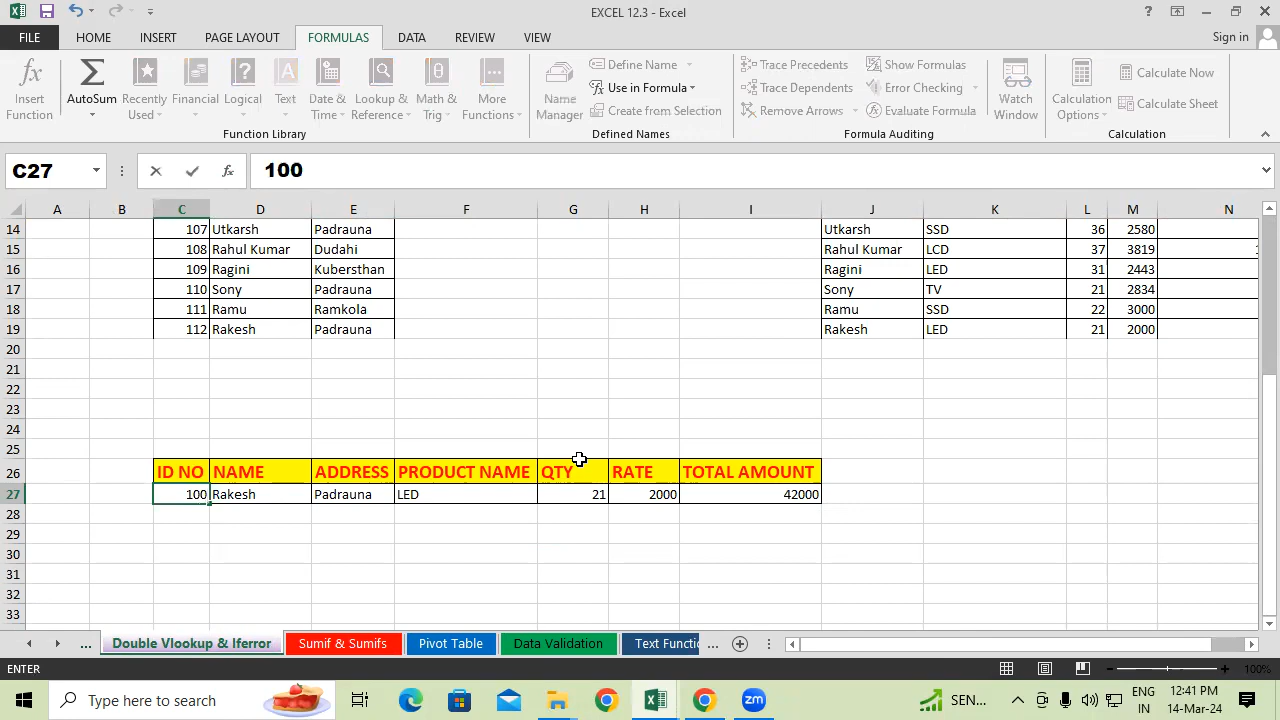 EXCEL 12.3 - Excel
FILE HOME INSERT PAGE LAYOUT FORMULAS DATA REVIEW VIEW Sign in
fx Insert Function
AutoSum
Recently Used
Financial
Logical
Text
Date & Time
Lookup & Reference
Math & Trig
More Functions
Function Library
Name Manager
Define Name
Use in Formula
Create from Selection
Defined Names
Trace Precedents
Trace Dependents
Remove Arrows
Show Formulas
Error Checking
Evaluate Formula
Formula Auditing
Watch Window
Calculation Options
Calculate Now
Calculate Sheet
Calculation
C27 fx 100
A B C D E F G H I J K L M N
14 107 Utkarsh Padrauna Utkarsh SSD 36 2580
15 108 Rahul Kumar Dudahi Rahul Kumar LCD 37 3819
16 109 Ragini Kubersthan Ragini LED 31 2443
17 110 Sony Padrauna Sony TV 21 2834
18 111 Ramu Ramkola Ramu SSD 22 3000
19 112 Rakesh Padrauna Rakesh LED 21 2000
20
21
22
23
24
25
26 ID NO NAME ADDRESS PRODUCT NAME QTY RATE TOTAL AMOUNT
27 100 Rakesh Padrauna LED 21 2000 42000
28
29
30
31
32
33
... Double Vlookup & Iferror Sumif & Sumifs Pivot Table Data Validation Text Functio ...
ENTER 100%
Type here to search SEN... ENG 12:41 PM
IN 14-Mar-24
zm